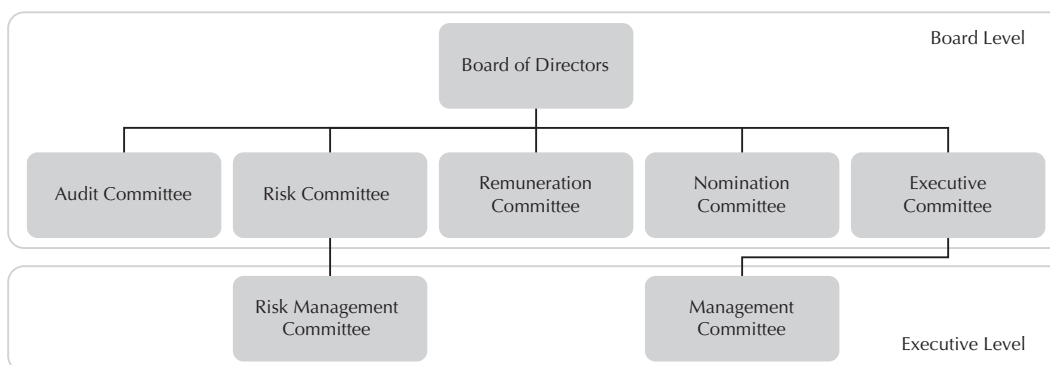 Board Level
Board of Directors
Audit Committee
Risk Committee
Remuneration
Committee
Nomination
Committee
Executive
Committee
Risk Management
Committee
Management
Committee
Executive Level